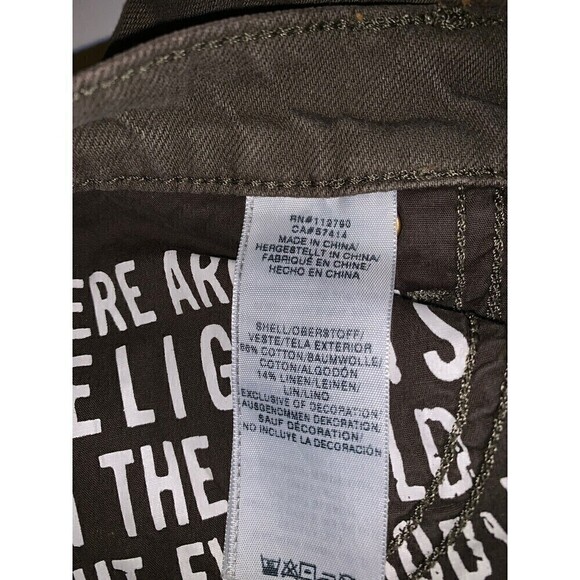 RN#112790
CA#57414
MADE IN CHINA/
HERGESTELLT IN CHINA/
FABRIQUÉ EN CHINE/
HECHO EN CHINA
SHELL/OBERSTOFF/
VESTE/TELA EXTERIOR
86% COTTON/BAUMWOLLE/
COTON/ALGODÓN
14% LINEN/LEINEN/
LIN/LINO
EXCLUSIVE OF DECORATION/
AUSGENOMMEN DEKORATION/
SAUF DÉCORATION/
NO INCLUYE LA DECORACIÓN
ERE AR
S
ELIG
THE LD